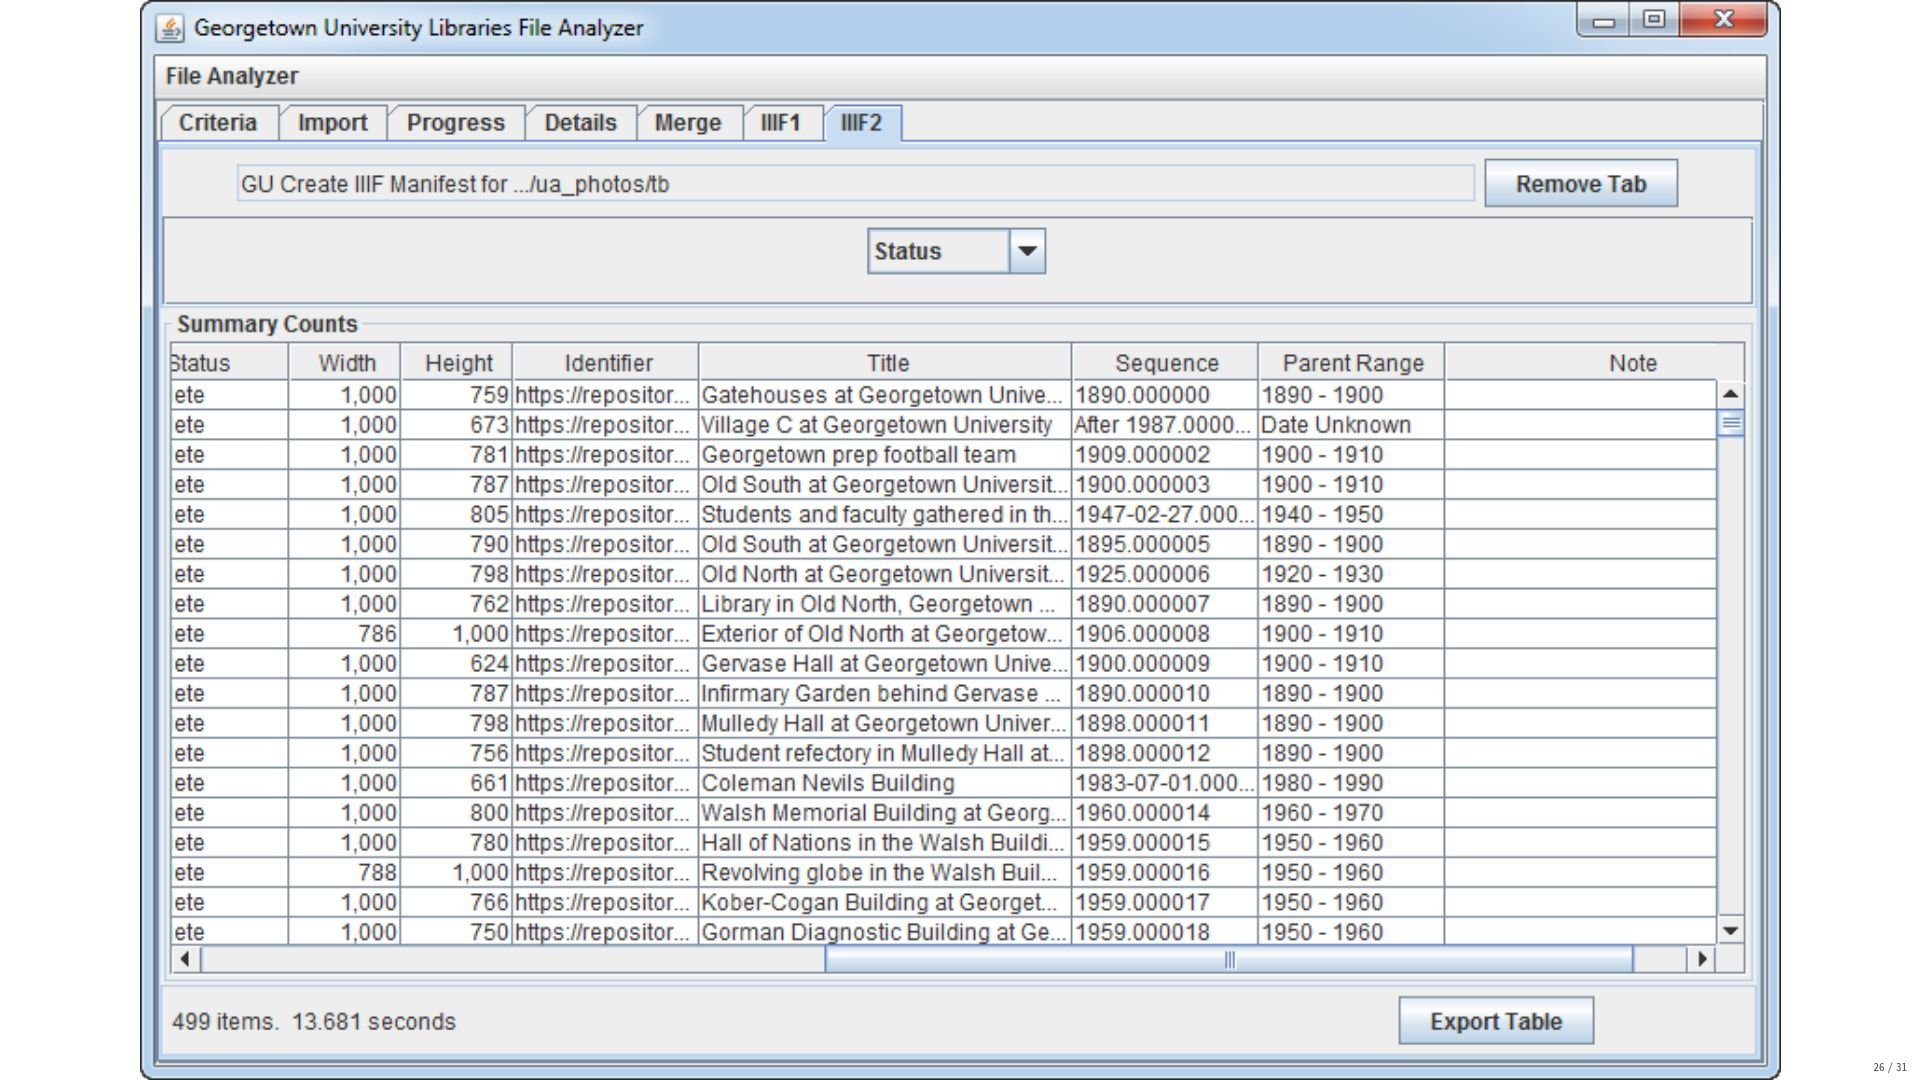 Georgetown University Libraries File Analyzer
File Analyzer
Criteria Import Progress Details Merge IIIF1 IIIF2
GU Create IIIF Manifest for .../ua_photos/tb Remove Tab
Status
Summary Counts
Status Width Height Identifier Title Sequence Parent Range Note
ete 1,000 759 https://repositor... Gatehouses at Georgetown Unive... 1890.000000 1890 - 1900
ete 1,000 673 https://repositor... Village C at Georgetown University After 1987.0000... Date Unknown
ete 1,000 781 https://repositor... Georgetown prep football team 1909.000002 1900 - 1910
ete 1,000 787 https://repositor... Old South at Georgetown Universit... 1900.000003 1900 - 1910
ete 1,000 805 https://repositor... Students and faculty gathered in th... 1947-02-27.000... 1940 - 1950
ete 1,000 790 https://repositor... Old South at Georgetown Universit... 1895.000005 1890 - 1900
ete 1,000 798 https://repositor... Old North at Georgetown Universit... 1925.000006 1920 - 1930
ete 1,000 762 https://repositor... Library in Old North, Georgetown ... 1890.000007 1890 - 1900
ete 786 1,000 https://repositor... Exterior of Old North at Georgetow... 1906.000008 1900 - 1910
ete 1,000 624 https://repositor... Gervase Hall at Georgetown Unive... 1900.000009 1900 - 1910
ete 1,000 787 https://repositor... Infirmary Garden behind Gervase ... 1890.000010 1890 - 1900
ete 1,000 798 https://repositor... Mulledy Hall at Georgetown Univer... 1898.000011 1890 - 1900
ete 1,000 756 https://repositor... Student refectory in Mulledy Hall at... 1898.000012 1890 - 1900
ete 1,000 661 https://repositor... Coleman Nevils Building 1983-07-01.000... 1980 - 1990
ete 1,000 800 https://repositor... Walsh Memorial Building at Georg... 1960.000014 1960 - 1970
ete 1,000 780 https://repositor... Hall of Nations in the Walsh Buildi... 1959.000015 1950 - 1960
ete 788 1,000 https://repositor... Revolving globe in the Walsh Buil... 1959.000016 1950 - 1960
ete 1,000 766 https://repositor... Kober-Cogan Building at Georget... 1959.000017 1950 - 1960
ete 1,000 750 https://repositor... Gorman Diagnostic Building at Ge... 1959.000018 1950 - 1960
499 items. 13.681 seconds Export Table
26 / 31